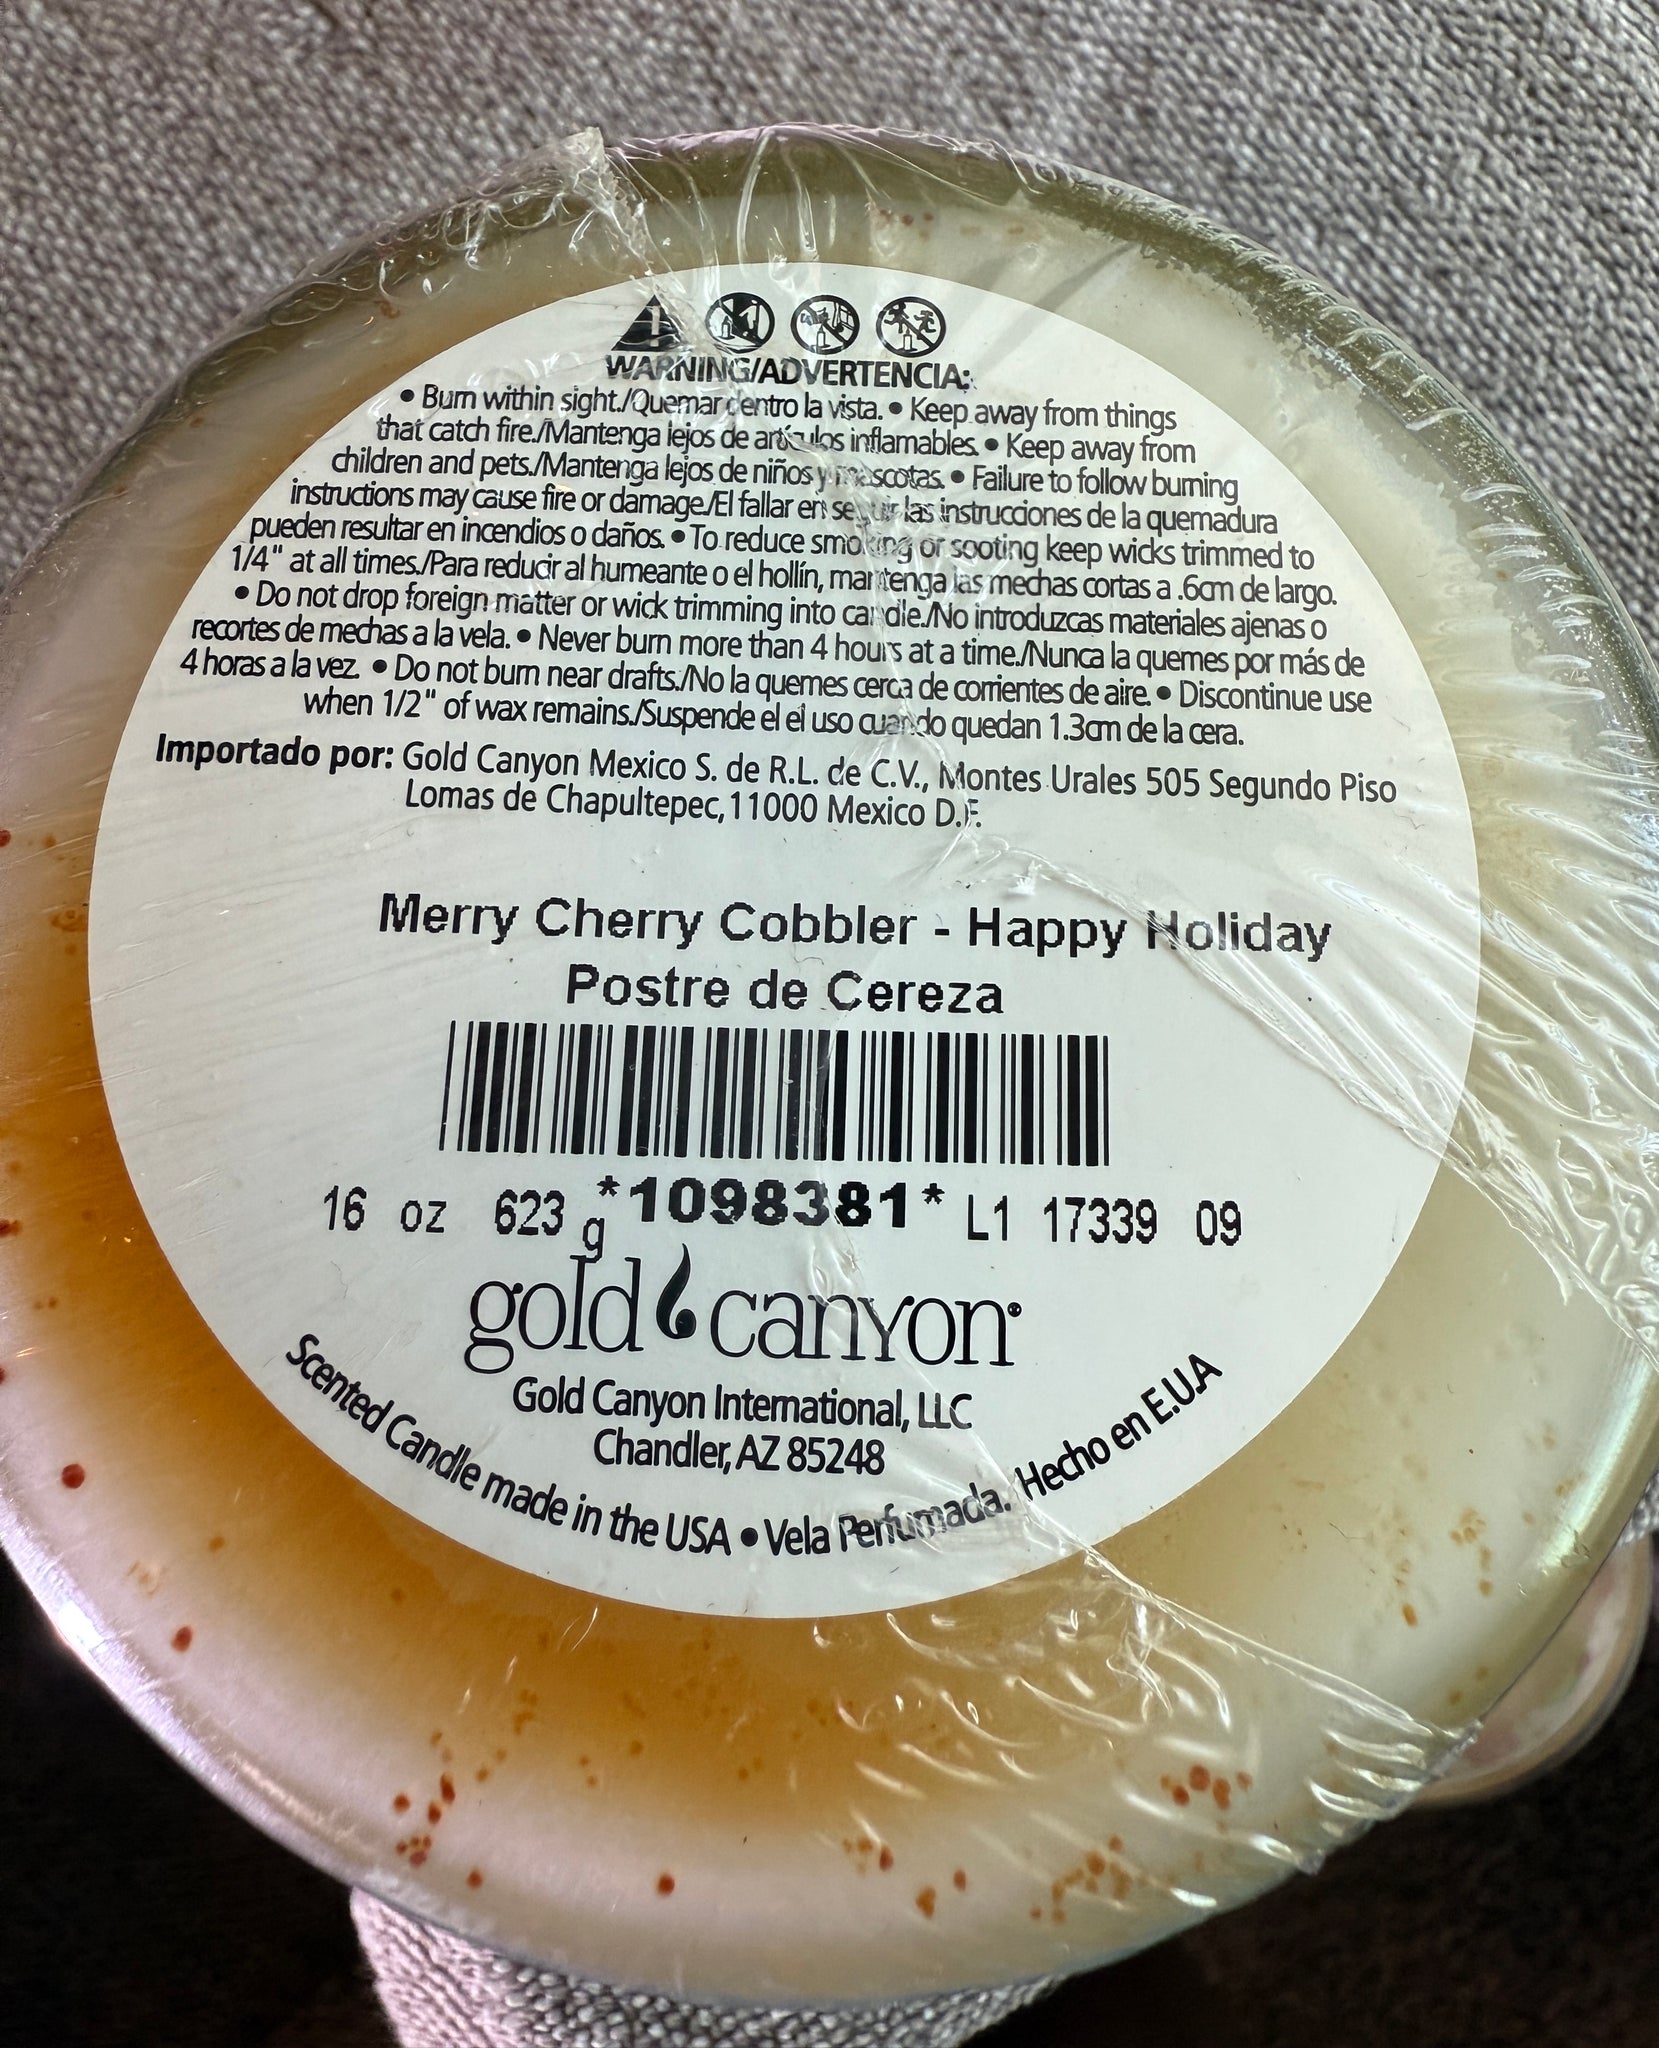 WARNING/ADVERTENCIA:
• Burn within sight./Quemar dentro la vista. • Keep away from things
that catch fire./Mantenga lejos de artículos inflamables. • Keep away from
children and pets./Mantenga lejos de niños y mascotas. • Failure to follow burning
instructions may cause fire or damage./El fallar en seguir las instrucciones de la quemadura
pueden resultar en incendios o daños. • To reduce smoking or sooting keep wicks trimmed to
1/4" at all times./Para reducir al humeante o el hollín, mantenga las mechas cortas a .6cm de largo.
• Do not drop foreign matter or wick trimming into candle./No introduzcas materiales ajenas o
recortes de mechas a la vela. • Never burn more than 4 hours at a time./Nunca la quemes por más de
4 horas a la vez. • Do not burn near drafts./No la quemes cerca de corrientes de aire. • Discontinue use
when 1/2" of wax remains./Suspende el el uso cuando quedan 1.3cm de la cera.
Importado por: Gold Canyon Mexico S. de R.L. de C.V., Montes Urales 505 Segundo Piso
Lomas de Chapultepec, 11000 Mexico D.F.
Merry Cherry Cobbler - Happy Holiday
Postre de Cereza
16 oz 623 g *1098381* L1 17339 09
gold canyon®
Gold Canyon International, LLC
Chandler, AZ 85248
Scented Candle made in the USA • Vela Perfumada. Hecho en E.U.A